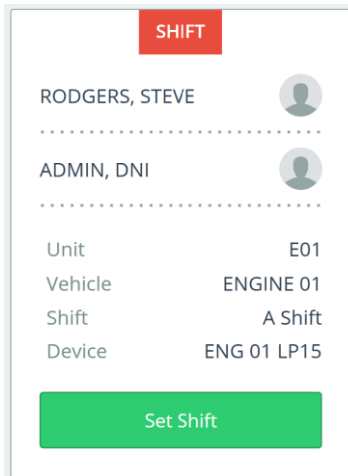 SHIFT
RODGERS, STEVE
ADMIN, DNI
Unit E01
Vehicle ENGINE 01
Shift A Shift
Device ENG 01 LP15
Set Shift